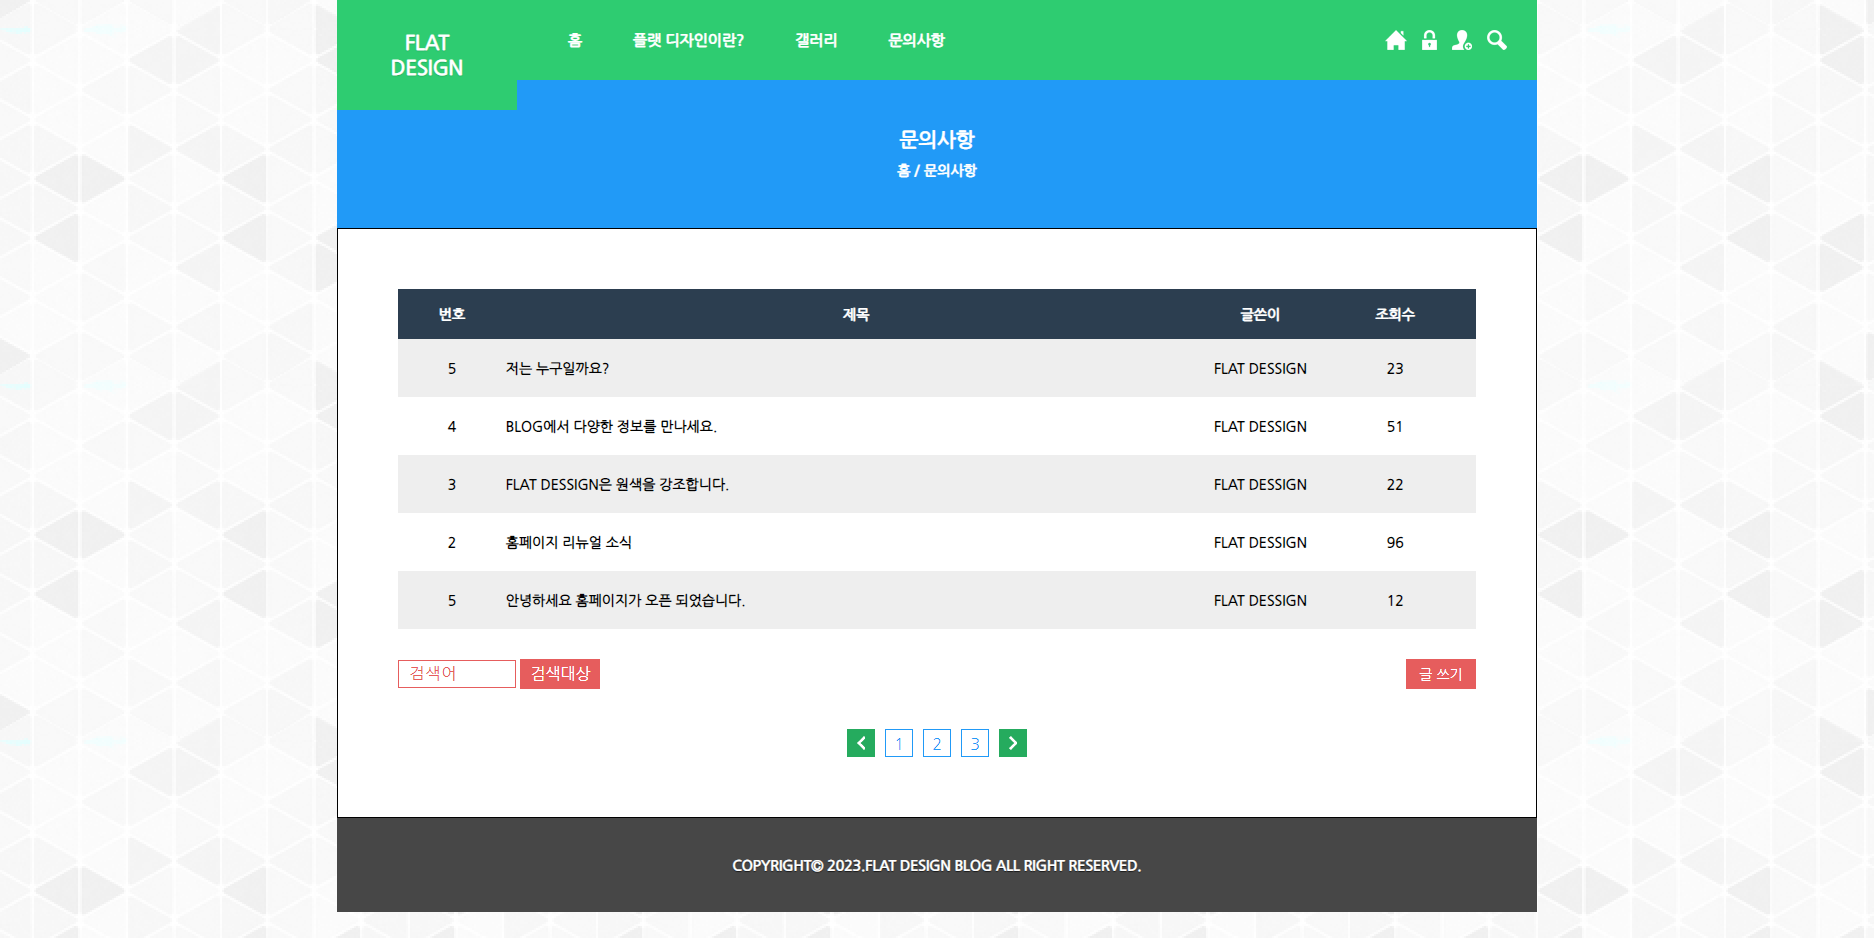 FLAT
DESIGN
홈 플랫 디자인이란? 갤러리 문의사항
문의사항
홈 / 문의사항
번호 제목 글쓴이 조회수
5 저는 누구일까요? FLAT DESSIGN 23
4 BLOG에서 다양한 정보를 만나세요. FLAT DESSIGN 51
3 FLAT DESSIGN은 원색을 강조합니다. FLAT DESSIGN 22
2 홈페이지 리뉴얼 소식 FLAT DESSIGN 96
5 안녕하세요 홈페이지가 오픈 되었습니다. FLAT DESSIGN 12
검색어 검색대상 글 쓰기
1 2 3
COPYRIGHT© 2023.FLAT DESIGN BLOG ALL RIGHT RESERVED.